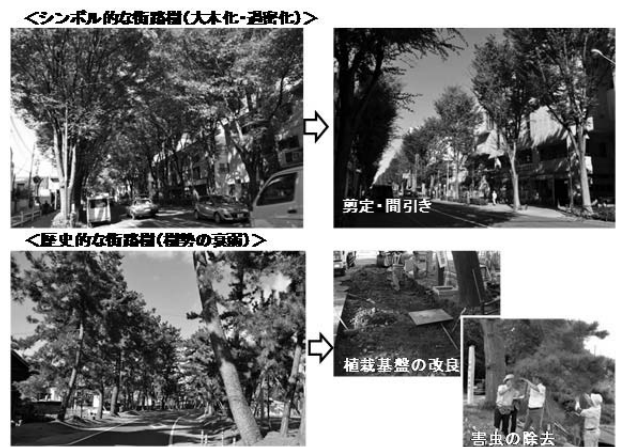 <シンボル的な街路樹(大木化・過密化)>
剪定・間引き
<歴史的な街路樹(樹勢の衰弱)>
植栽基盤の改良
害虫の除去